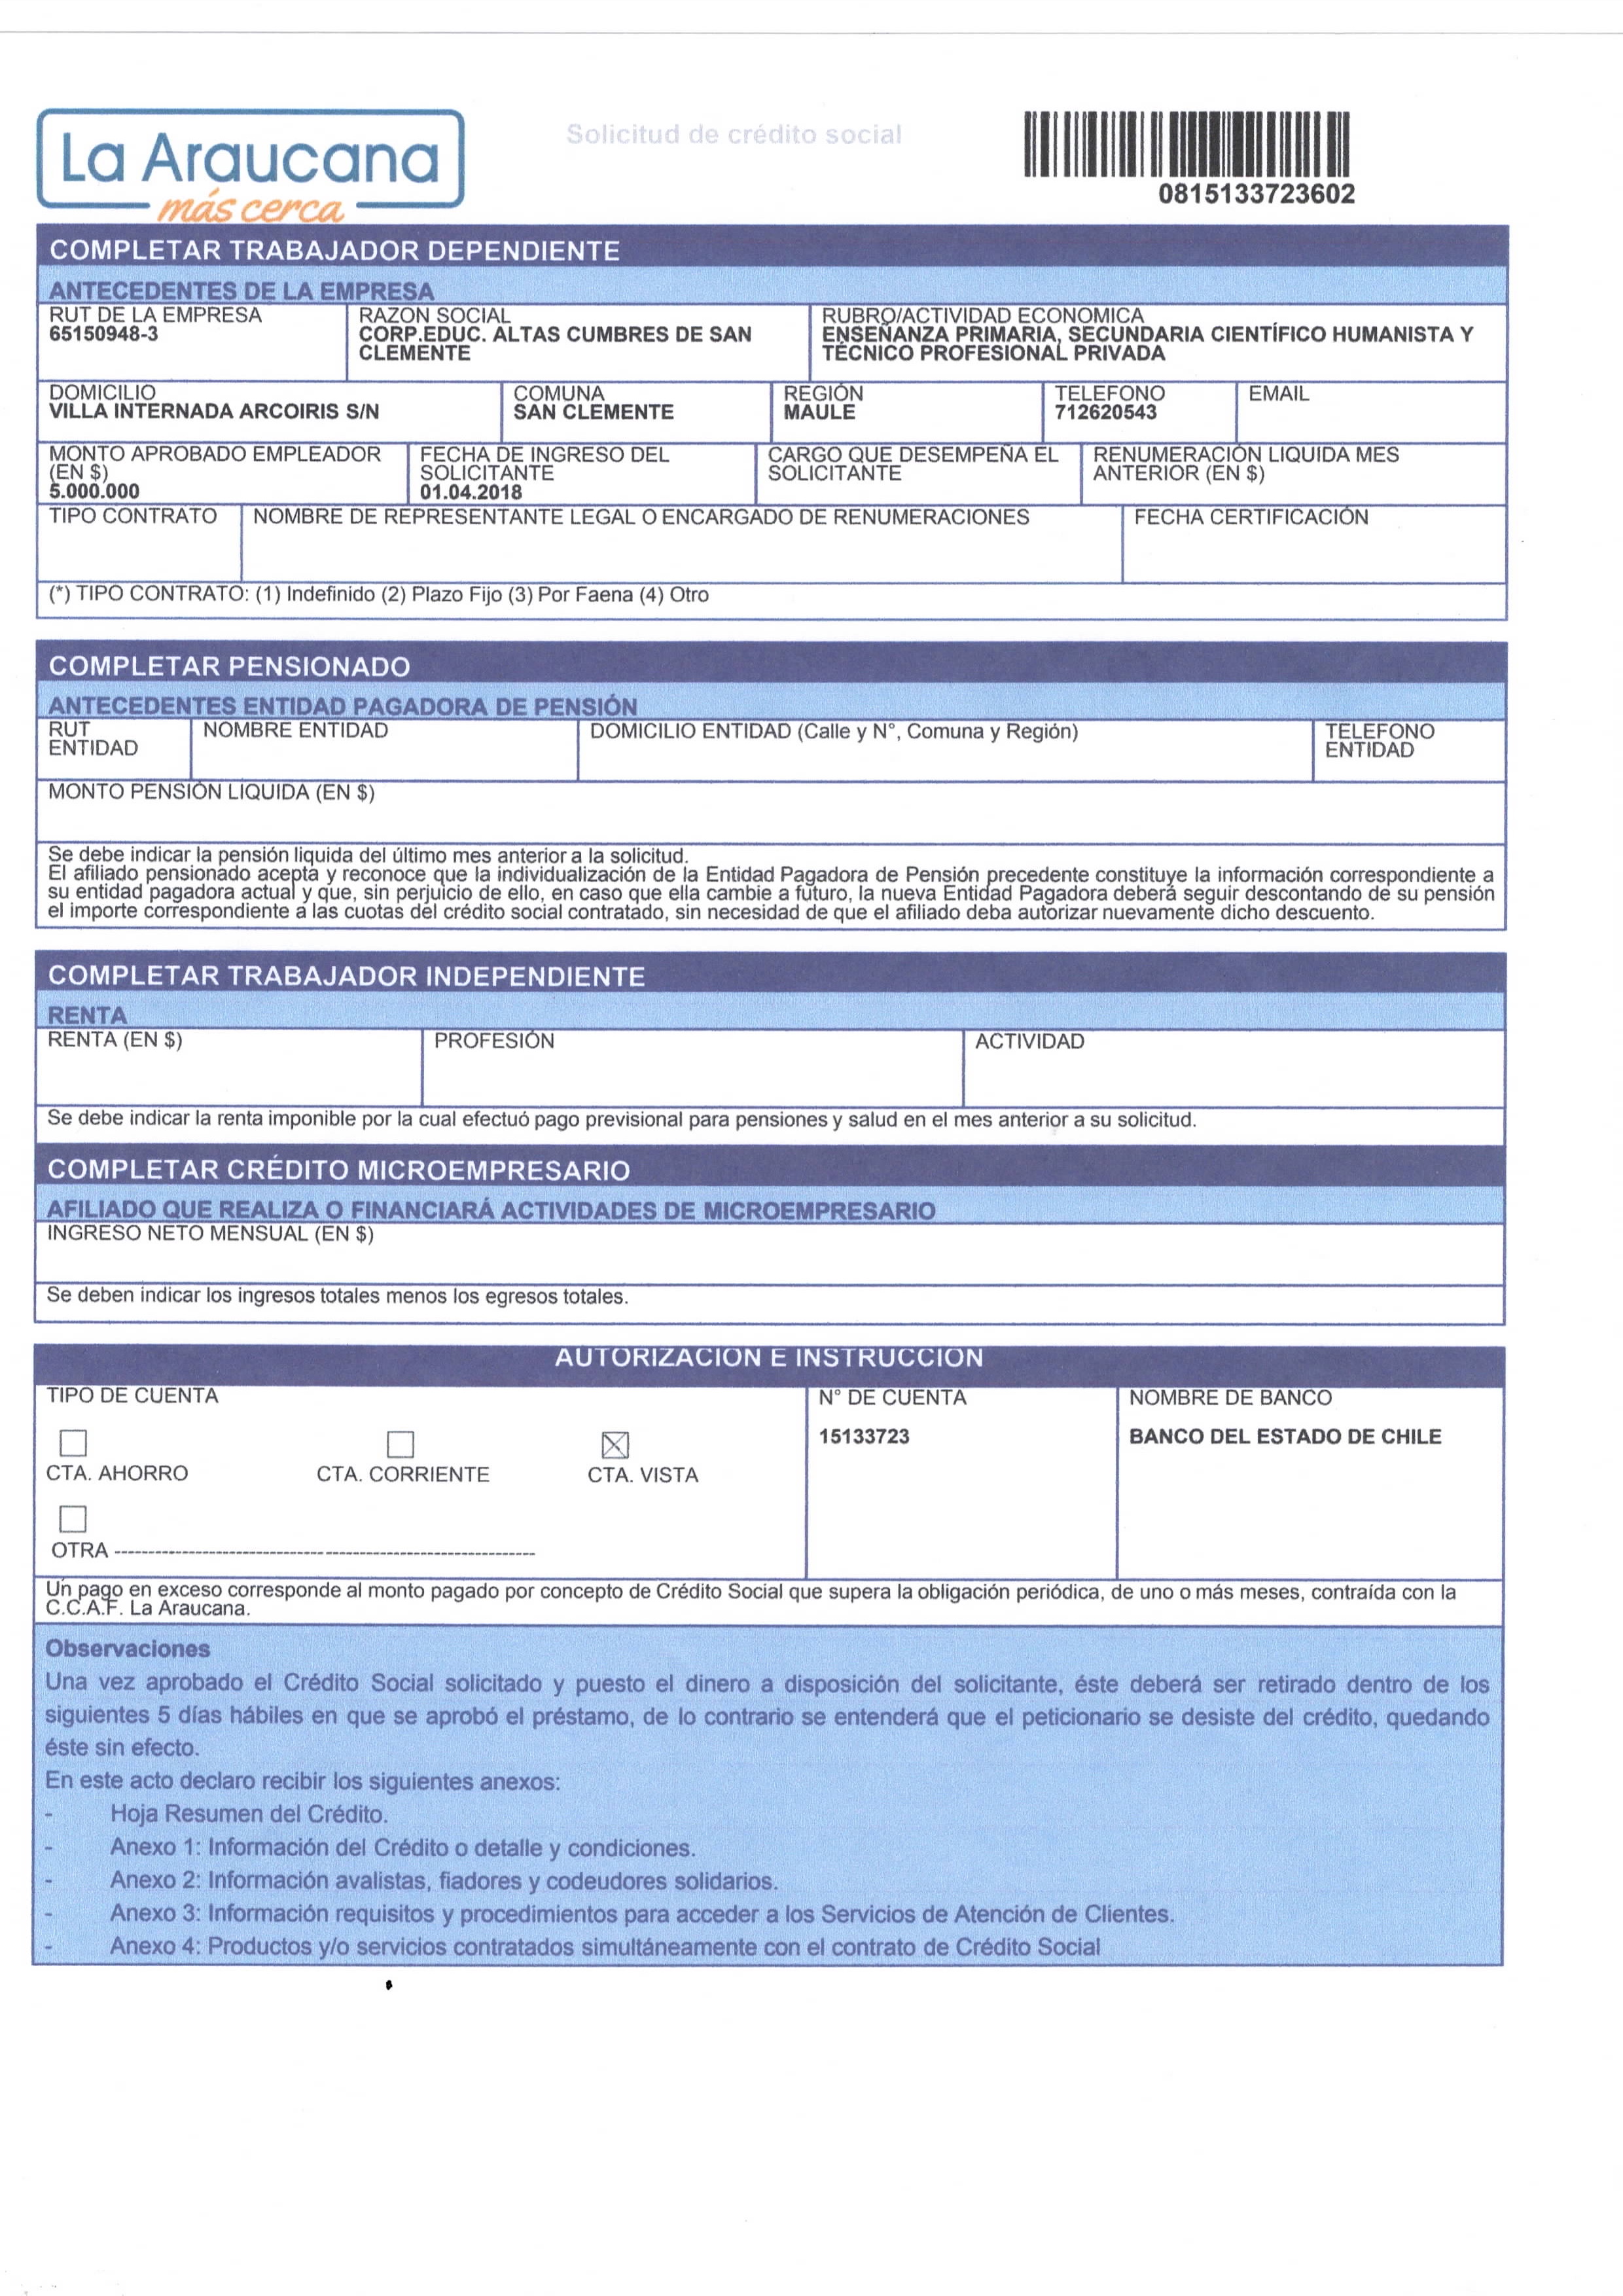 La Araucana
más cerca
Solicitud de crédito social
0815133723602
COMPLETAR TRABAJADOR DEPENDIENTE
ANTECEDENTES DE LA EMPRESA
RUT DE LA EMPRESA
65150948-3
RAZON SOCIAL
CORP.EDUC. ALTAS CUMBRES DE SAN
CLEMENTE
RUBRO/ACTIVIDAD ECONOMICA
ENSEÑANZA PRIMARIA, SECUNDARIA CIENTÍFICO HUMANISTA Y
TÉCNICO PROFESIONAL PRIVADA
DOMICILIO
VILLA INTERNADA ARCOIRIS S/N
COMUNA
SAN CLEMENTE
REGIÓN
MAULE
TELEFONO
712620543
EMAIL
MONTO APROBADO EMPLEADOR
(EN $)
5.000.000
FECHA DE INGRESO DEL
SOLICITANTE
01.04.2018
CARGO QUE DESEMPEÑA EL
SOLICITANTE
RENUMERACIÓN LIQUIDA MES
ANTERIOR (EN $)
TIPO CONTRATO
NOMBRE DE REPRESENTANTE LEGAL O ENCARGADO DE RENUMERACIONES
FECHA CERTIFICACIÓN
(*) TIPO CONTRATO: (1) Indefinido (2) Plazo Fijo (3) Por Faena (4) Otro
COMPLETAR PENSIONADO
ANTECEDENTES ENTIDAD PAGADORA DE PENSIÓN
RUT
ENTIDAD
NOMBRE ENTIDAD
DOMICILIO ENTIDAD (Calle y N°, Comuna y Región)
TELEFONO
ENTIDAD
MONTO PENSIÓN LIQUIDA (EN $)
Se debe indicar la pensión liquida del último mes anterior a la solicitud.
El afiliado pensionado acepta y reconoce que la individualización de la Entidad Pagadora de Pensión precedente constituye la información correspondiente a
su entidad pagadora actual y que, sin perjuicio de ello, en caso que ella cambie a futuro, la nueva Entidad Pagadora deberá seguir descontando de su pensión
el importe correspondiente a las cuotas del crédito social contratado, sin necesidad de que el afiliado deba autorizar nuevamente dicho descuento.
COMPLETAR TRABAJADOR INDEPENDIENTE
RENTA
RENTA (EN $)
PROFESIÓN
ACTIVIDAD
Se debe indicar la renta imponible por la cual efectuó pago previsional para pensiones y salud en el mes anterior a su solicitud.
COMPLETAR CRÉDITO MICROEMPRESARIO
AFILIADO QUE REALIZA O FINANCIARÁ ACTIVIDADES DE MICROEMPRESARIO
INGRESO NETO MENSUAL (EN $)
Se deben indicar los ingresos totales menos los egresos totales.
AUTORIZACION E INSTRUCCION
TIPO DE CUENTA
CTA. AHORRO
CTA. CORRIENTE
CTA. VISTA
OTRA ---------------------------------------------------------------------------
N° DE CUENTA
15133723
NOMBRE DE BANCO
BANCO DEL ESTADO DE CHILE
Un pago en exceso corresponde al monto pagado por concepto de Crédito Social que supera la obligación periódica, de uno o más meses, contraída con la
C.C.A.F. La Araucana.
Observaciones
Una vez aprobado el Crédito Social solicitado y puesto el dinero a disposición del solicitante, éste deberá ser retirado dentro de los
siguientes 5 días hábiles en que se aprobó el préstamo, de lo contrario se entenderá que el peticionario se desiste del crédito, quedando
éste sin efecto.
En este acto declaro recibir los siguientes anexos:
- Hoja Resumen del Crédito.
- Anexo 1: Información del Crédito o detalle y condiciones.
- Anexo 2: Información avalistas, fiadores y codeudores solidarios.
- Anexo 3: Información requisitos y procedimientos para acceder a los Servicios de Atención de Clientes.
- Anexo 4: Productos y/o servicios contratados simultáneamente con el contrato de Crédito Social